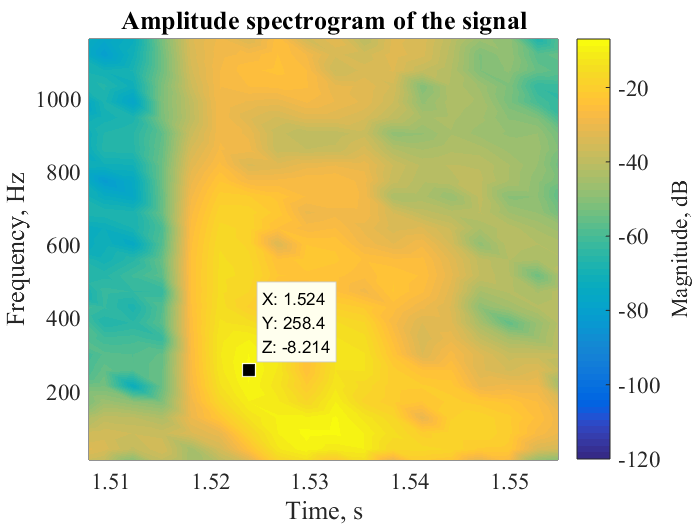 Amplitude spectrogram of the signal
Frequency, Hz
1000
800
600
400
200
X: 1.524
Y: 258.4
Z: -8.214
1.51 1.52 1.53 1.54 1.55
Time, s
-20
-40
-60
-80
-100
-120
Magnitude, dB